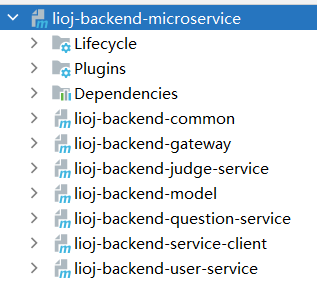 lioj-backend-microservice
Lifecycle
Plugins
Dependencies
lioj-backend-common
lioj-backend-gateway
lioj-backend-judge-service
lioj-backend-model
lioj-backend-question-service
lioj-backend-service-client
lioj-backend-user-service